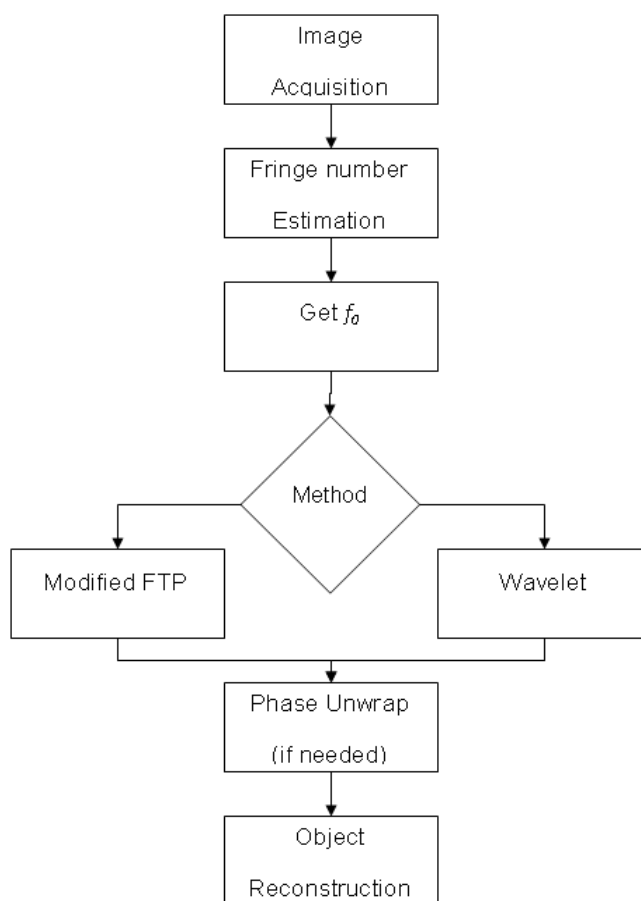 Image
Acquisition
Fringe number
Estimation
Get f₀
Method
Modified FTP
Wavelet
Phase Unwrap
(if needed)
Object
Reconstruction